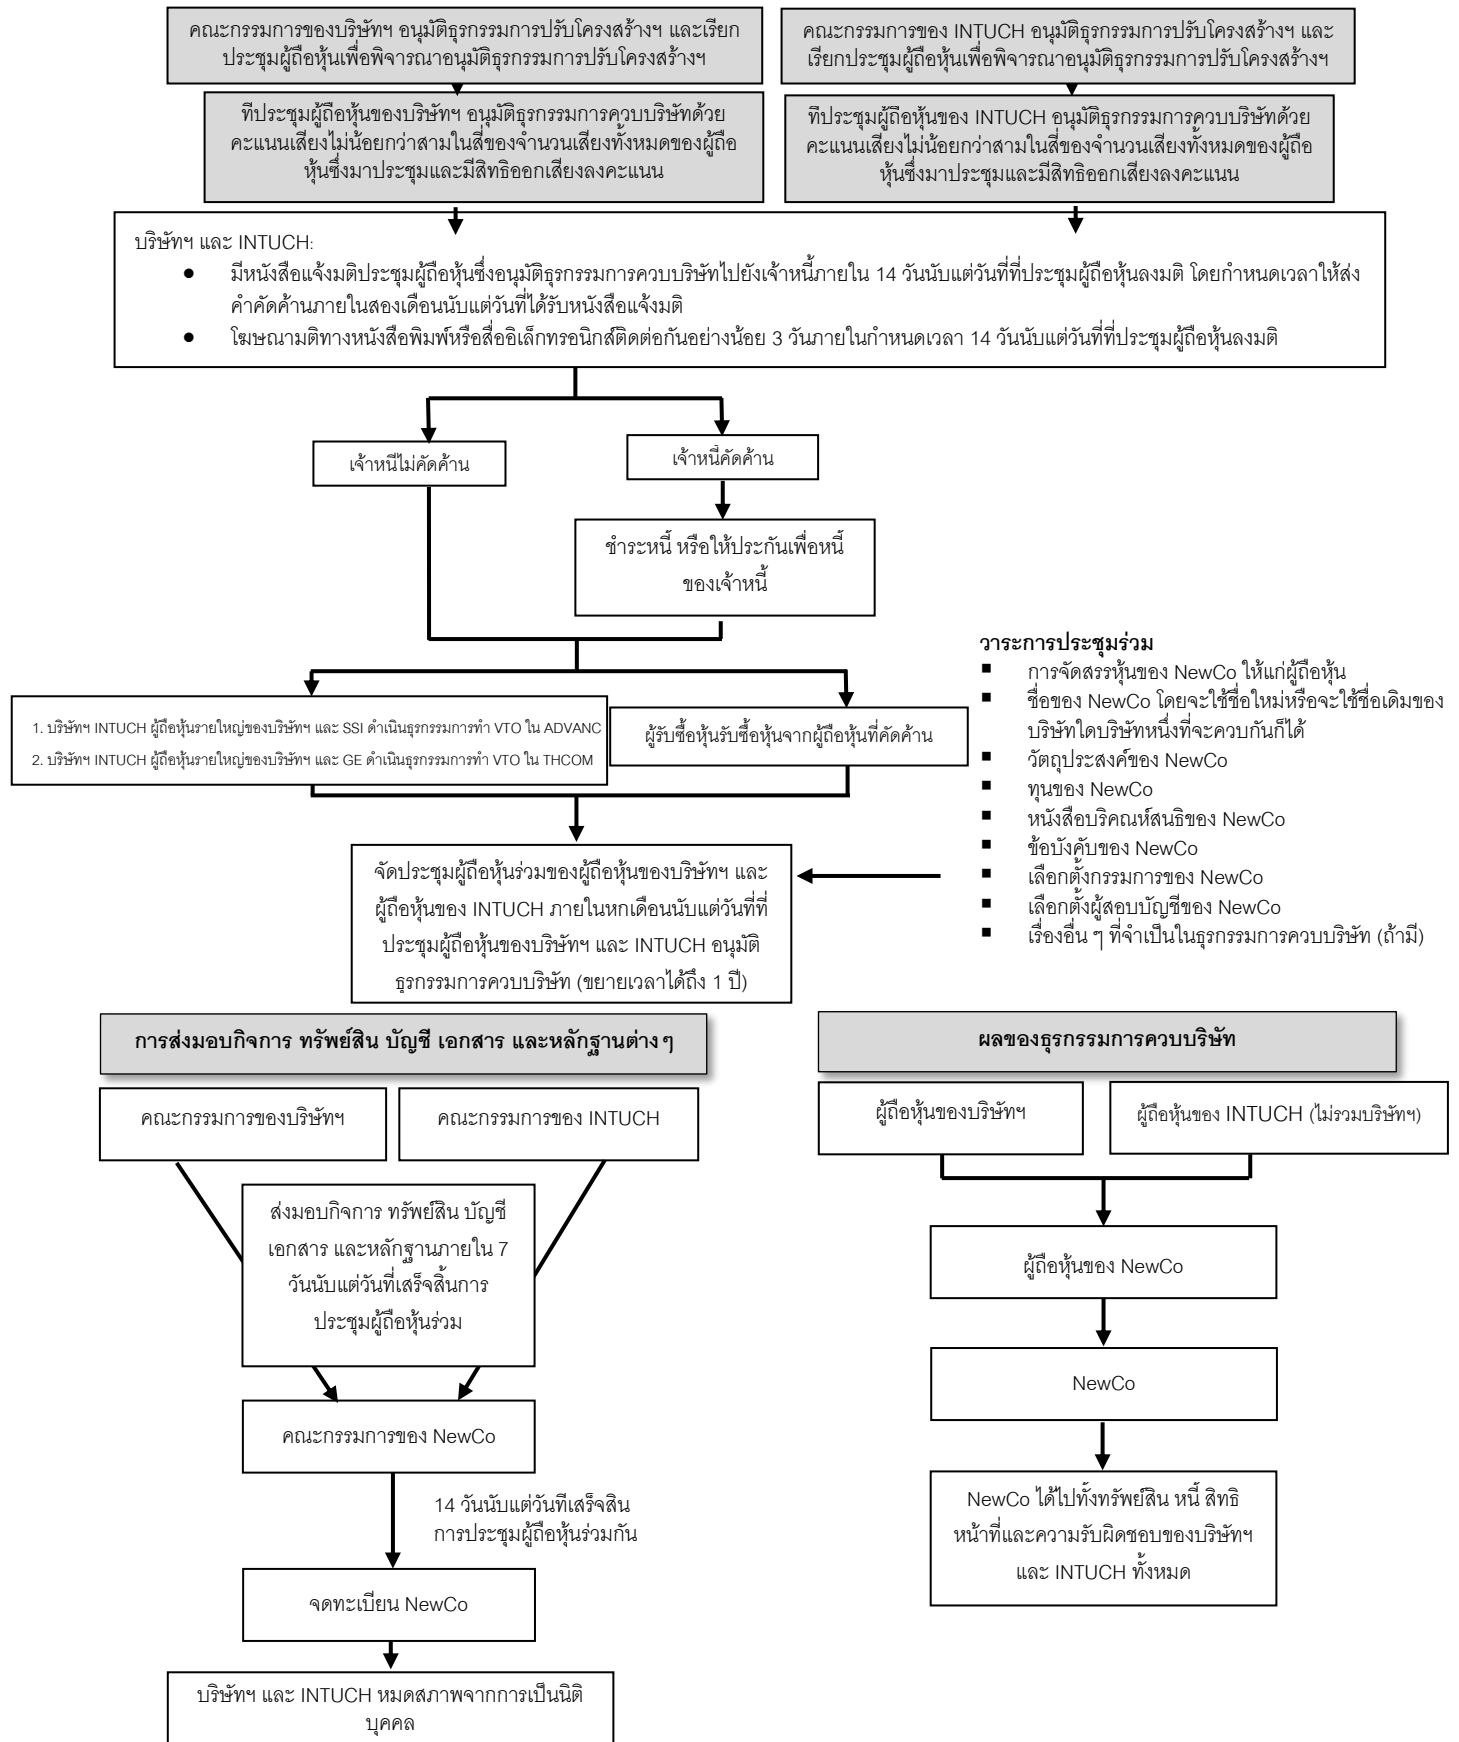 คณะกรรมการของบริษัทฯ อนุมัติธุรกรรมการปรับโครงสร้างฯ และเรียก
ประชุมผู้ถือหุ้นเพื่อพิจารณาอนุมัติธุรกรรมการปรับโครงสร้างฯ
คณะกรรมการของ INTUCH อนุมัติธุรกรรมการปรับโครงสร้างฯ และ
เรียกประชุมผู้ถือหุ้นเพื่อพิจารณาอนุมัติธุรกรรมการปรับโครงสร้างฯ
ที่ประชุมผู้ถือหุ้นของบริษัทฯ อนุมัติธุรกรรมการควบบริษัทด้วย
คะแนนเสียงไม่น้อยกว่าสามในสี่ของจำนวนเสียงทั้งหมดของผู้ถือ
หุ้นซึ่งมาประชุมและมีสิทธิออกเสียงลงคะแนน
ที่ประชุมผู้ถือหุ้นของ INTUCH อนุมัติธุรกรรมการควบบริษัทด้วย
คะแนนเสียงไม่น้อยกว่าสามในสี่ของจำนวนเสียงทั้งหมดของผู้ถือ
หุ้นซึ่งมาประชุมและมีสิทธิออกเสียงลงคะแนน
บริษัทฯ และ INTUCH:
● มีหนังสือแจ้งมติประชุมผู้ถือหุ้นซึ่งอนุมัติธุรกรรมการควบบริษัทไปยังเจ้าหนี้ภายใน 14 วันนับแต่วันที่ที่ประชุมผู้ถือหุ้นลงมติ โดยกำหนดเวลาให้ส่ง
คำคัดค้านภายในสองเดือนนับแต่วันที่ได้รับหนังสือแจ้งมติ
● โฆษณามติทางหนังสือพิมพ์หรือสื่ออิเล็กทรอนิกส์ติดต่อกันอย่างน้อย 3 วันภายในกำหนดเวลา 14 วันนับแต่วันที่ที่ประชุมผู้ถือหุ้นลงมติ
เจ้าหนี้ไม่คัดค้าน
เจ้าหนี้คัดค้าน
ชำระหนี้ หรือให้ประกันเพื่อหนี้
ของเจ้าหนี้
1. บริษัทฯ INTUCH ผู้ถือหุ้นรายใหญ่ของบริษัทฯ และ SSI ดำเนินธุรกรรมการทำ VTO ใน ADVANC
2. บริษัทฯ INTUCH ผู้ถือหุ้นรายใหญ่ของบริษัทฯ และ GE ดำเนินธุรกรรมการทำ VTO ใน THCOM
ผู้รับซื้อหุ้นรับซื้อหุ้นจากผู้ถือหุ้นที่คัดค้าน
วาระการประชุมร่วม
▪ การจัดสรรหุ้นของ NewCo ให้แก่ผู้ถือหุ้น
▪ ชื่อของ NewCo โดยจะใช้ชื่อใหม่หรือจะใช้ชื่อเดิมของ
บริษัทใดบริษัทหนึ่งที่จะควบกันก็ได้
▪ วัตถุประสงค์ของ NewCo
▪ ทุนของ NewCo
▪ หนังสือบริคณห์สนธิของ NewCo
▪ ข้อบังคับของ NewCo
▪ เลือกตั้งกรรมการของ NewCo
▪ เลือกตั้งผู้สอบบัญชีของ NewCo
▪ เรื่องอื่น ๆ ที่จำเป็นในธุรกรรมการควบบริษัท (ถ้ามี)
จัดประชุมผู้ถือหุ้นร่วมของผู้ถือหุ้นของบริษัทฯ และ
ผู้ถือหุ้นของ INTUCH ภายในหกเดือนนับแต่วันที่ที่
ประชุมผู้ถือหุ้นของบริษัทฯ และ INTUCH อนุมัติ
ธุรกรรมการควบบริษัท (ขยายเวลาได้ถึง 1 ปี)
การส่งมอบกิจการ ทรัพย์สิน บัญชี เอกสาร และหลักฐานต่างๆ
คณะกรรมการของบริษัทฯ
คณะกรรมการของ INTUCH
ส่งมอบกิจการ ทรัพย์สิน บัญชี
เอกสาร และหลักฐานภายใน 7
วันนับแต่วันที่เสร็จสิ้นการ
ประชุมผู้ถือหุ้นร่วม
คณะกรรมการของ NewCo
14 วันนับแต่วันที่เสร็จสิ้น
การประชุมผู้ถือหุ้นร่วมกัน
จดทะเบียน NewCo
บริษัทฯ และ INTUCH หมดสภาพจากการเป็นนิติ
บุคคล
ผลของธุรกรรมการควบบริษัท
ผู้ถือหุ้นของบริษัทฯ
ผู้ถือหุ้นของ INTUCH (ไม่รวมบริษัทฯ)
ผู้ถือหุ้นของ NewCo
NewCo
NewCo ได้ไปทั้งทรัพย์สิน หนี้ สิทธิ
หน้าที่และความรับผิดชอบของบริษัทฯ
และ INTUCH ทั้งหมด